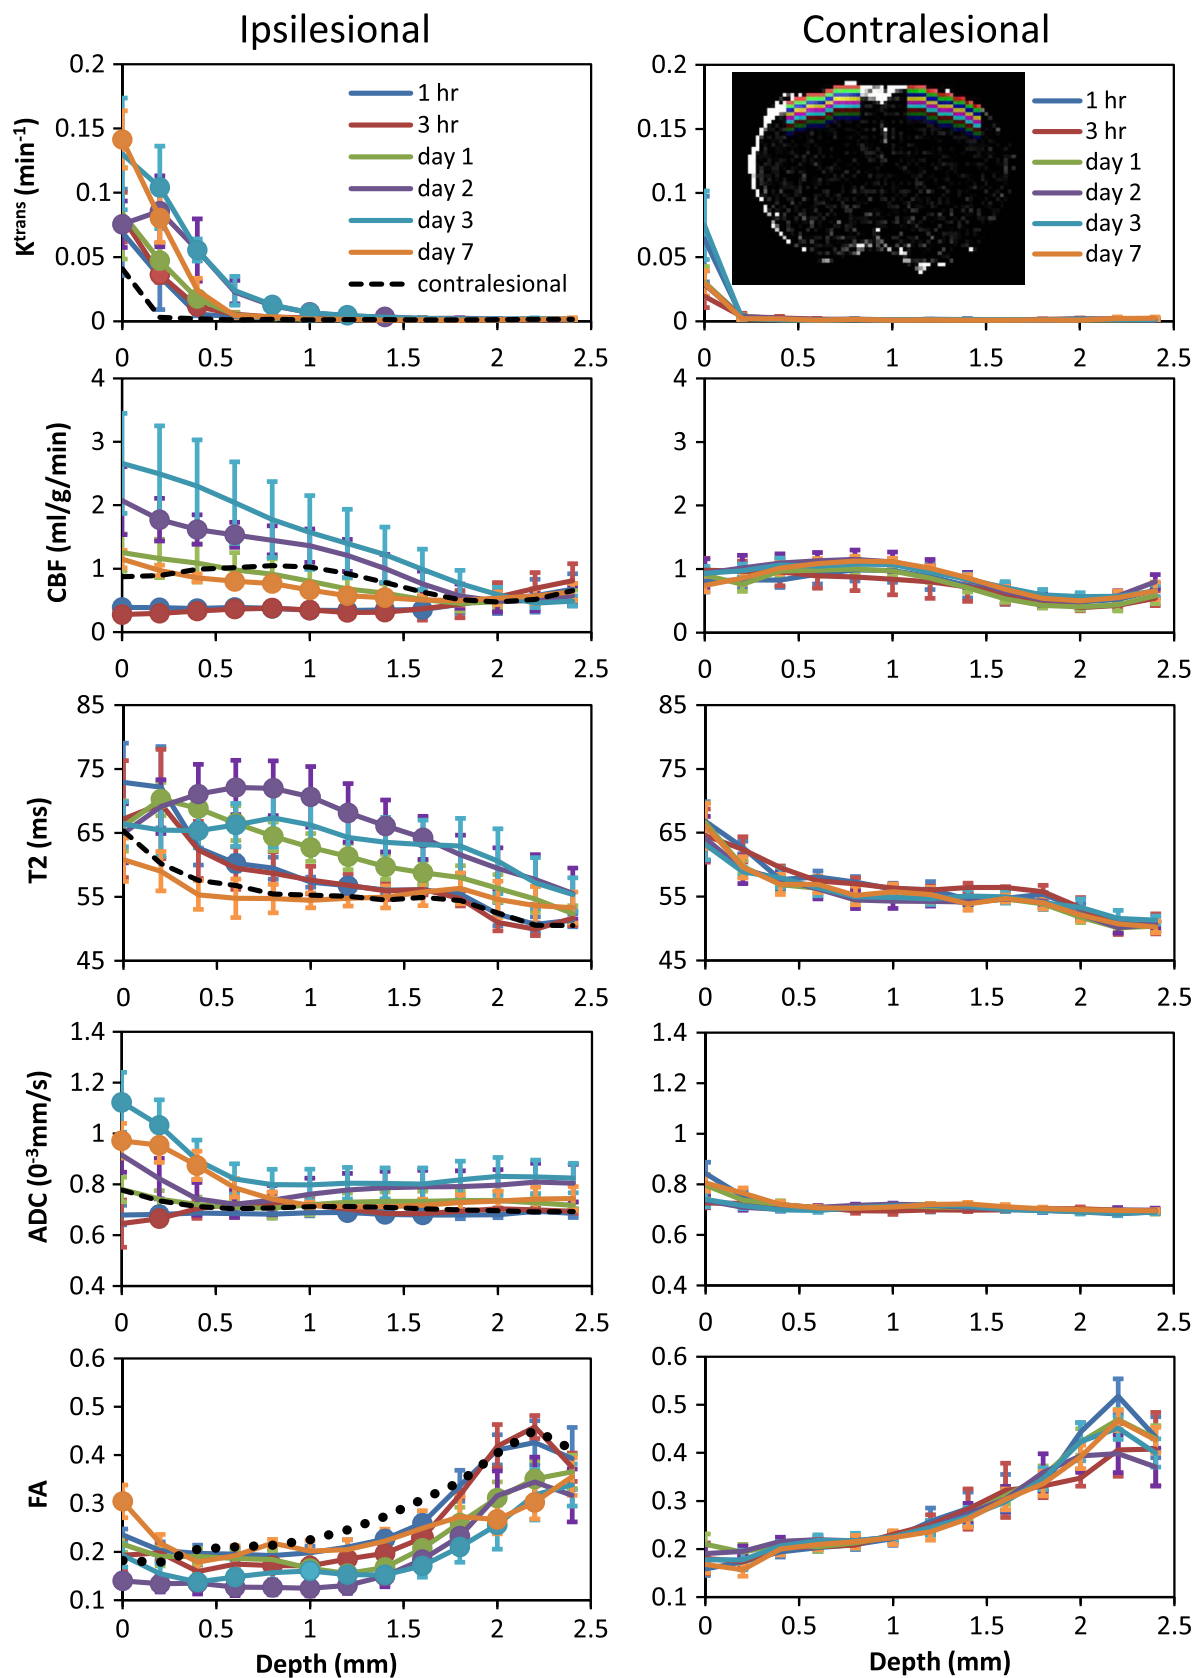 Ipsilesional Contralesional
0.2 0.2
1 hr 1 hr
3 hr 3 hr
day 1 day 1
day 2 day 2
day 3 day 3
day 7 day 7
contralesional
K^trans (min^-1)
0.15 0.15
0.1 0.1
0.05 0.05
0 0
0 0.5 1 1.5 2 2.5 0 0.5 1 1.5 2 2.5
CBF (ml/g/min)
4 4
3 3
2 2
1 1
0 0
0 0.5 1 1.5 2 2.5 0 0.5 1 1.5 2 2.5
T2 (ms)
85 85
75 75
65 65
55 55
45 45
0 0.5 1 1.5 2 2.5 0 0.5 1 1.5 2 2.5
ADC (0^-3mm/s)
1.4 1.4
1.2 1.2
1 1
0.8 0.8
0.6 0.6
0.4 0.4
0 0.5 1 1.5 2 2.5 0 0.5 1 1.5 2 2.5
FA
0.6 0.6
0.5 0.5
0.4 0.4
0.3 0.3
0.2 0.2
0.1 0.1
0 0.5 1 1.5 2 2.5 0 0.5 1 1.5 2 2.5
Depth (mm) Depth (mm)